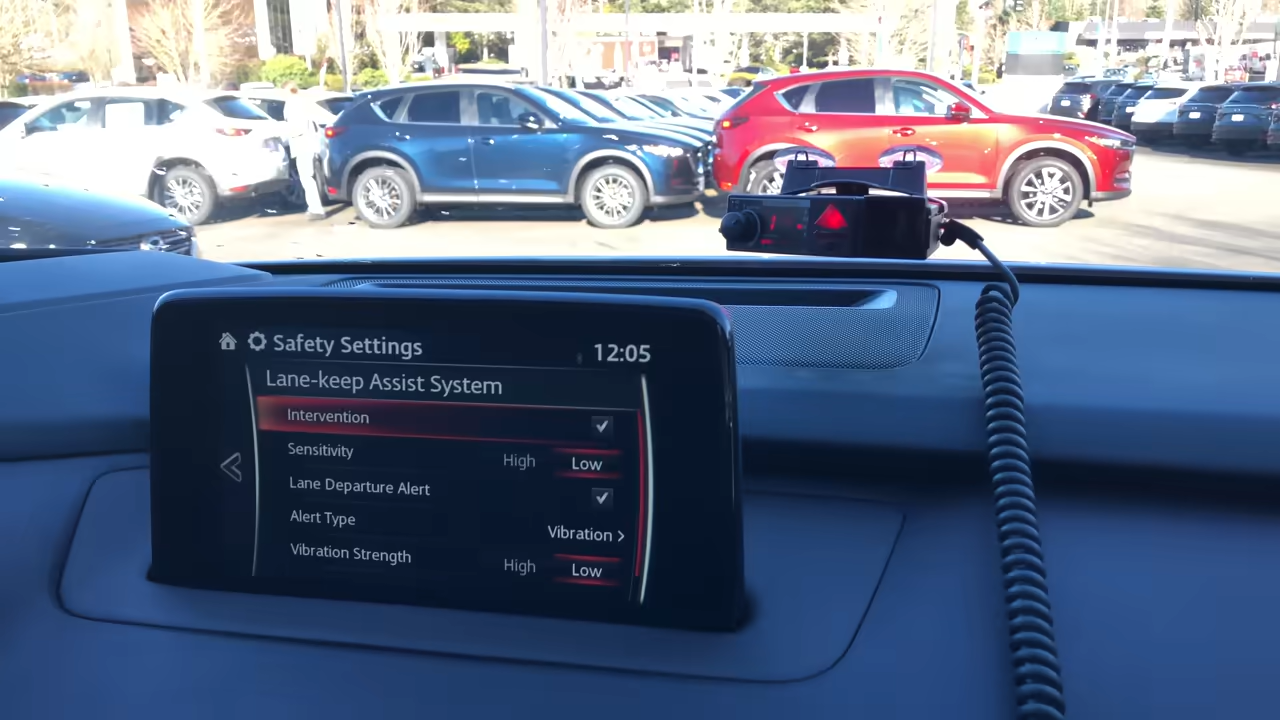 Safety Settings
12:05
Lane-keep Assist System
Intervention
Sensitivity High Low
Lane Departure Alert
Alert Type Vibration
Vibration Strength High Low